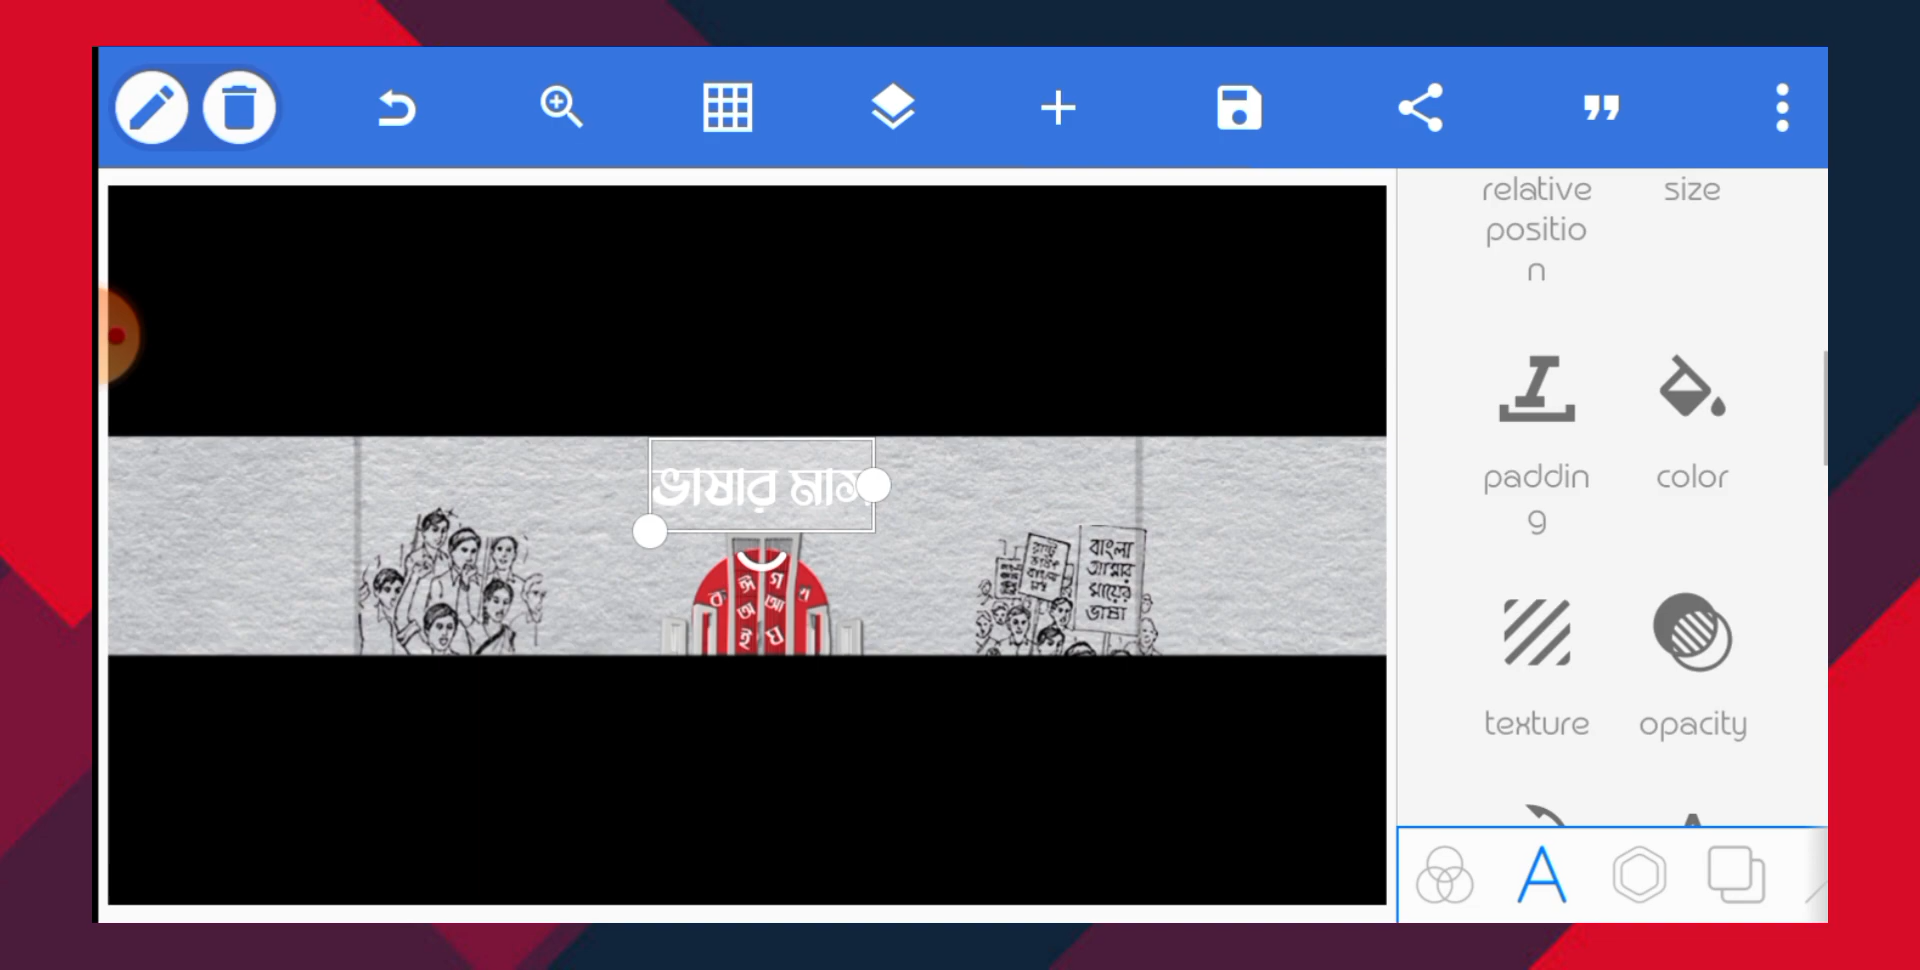 relative
positio
n
size
paddin
g
color
texture
opacity
ভাষার মাস
ক ঈ গ
অ আ
ই ঘ
বাংলা
আমার
মায়ের
ভাষা
A